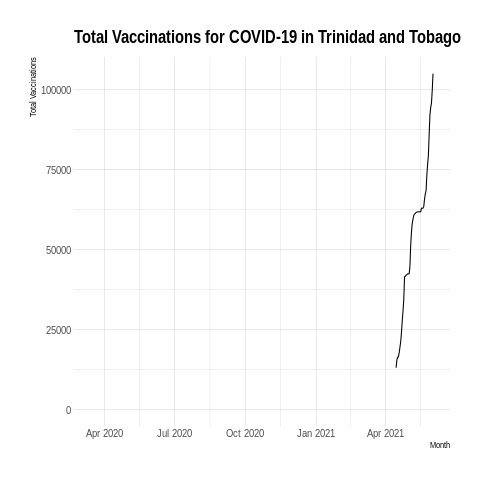 Total Vaccinations for COVID-19 in Trinidad and Tobago
Total Vaccinations
100000
75000
50000
25000
0
Apr 2020 Jul 2020 Oct 2020 Jan 2021 Apr 2021
Month